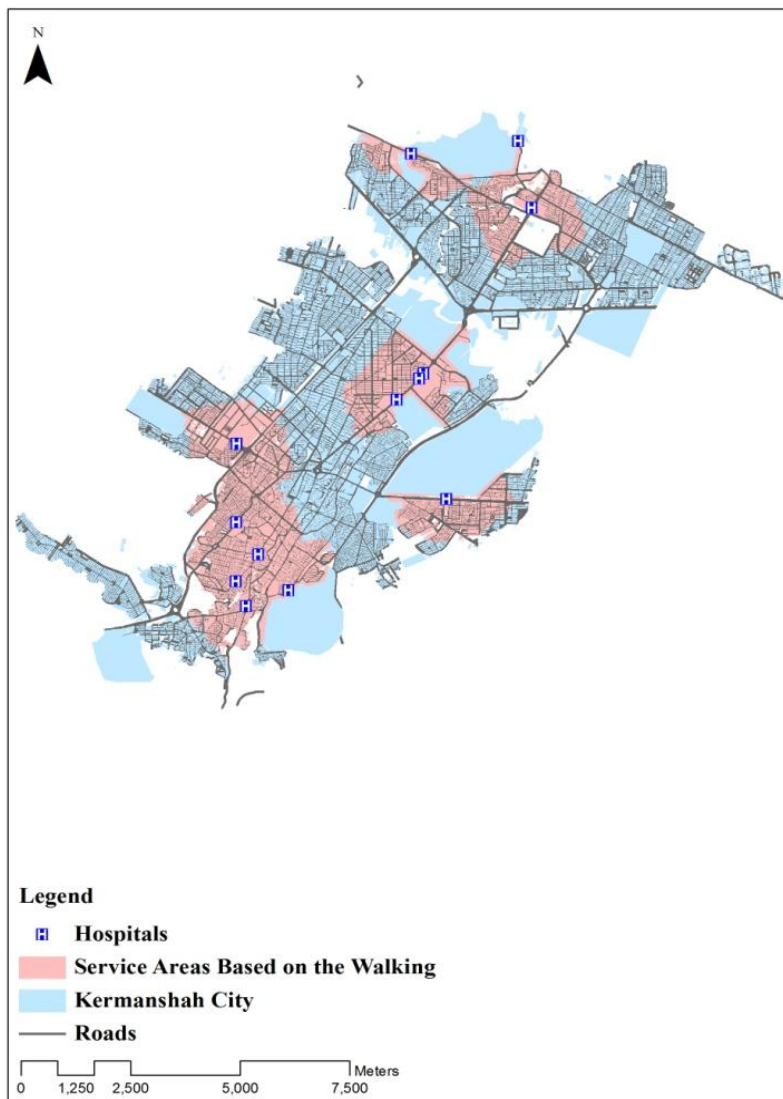 N
H
H
H
H
H
H
H
H
H
H
H
H
H
Legend
H Hospitals
Service Areas Based on the Walking
Kermanshah City
Roads
Meters
0 1,250 2,500 5,000 7,500